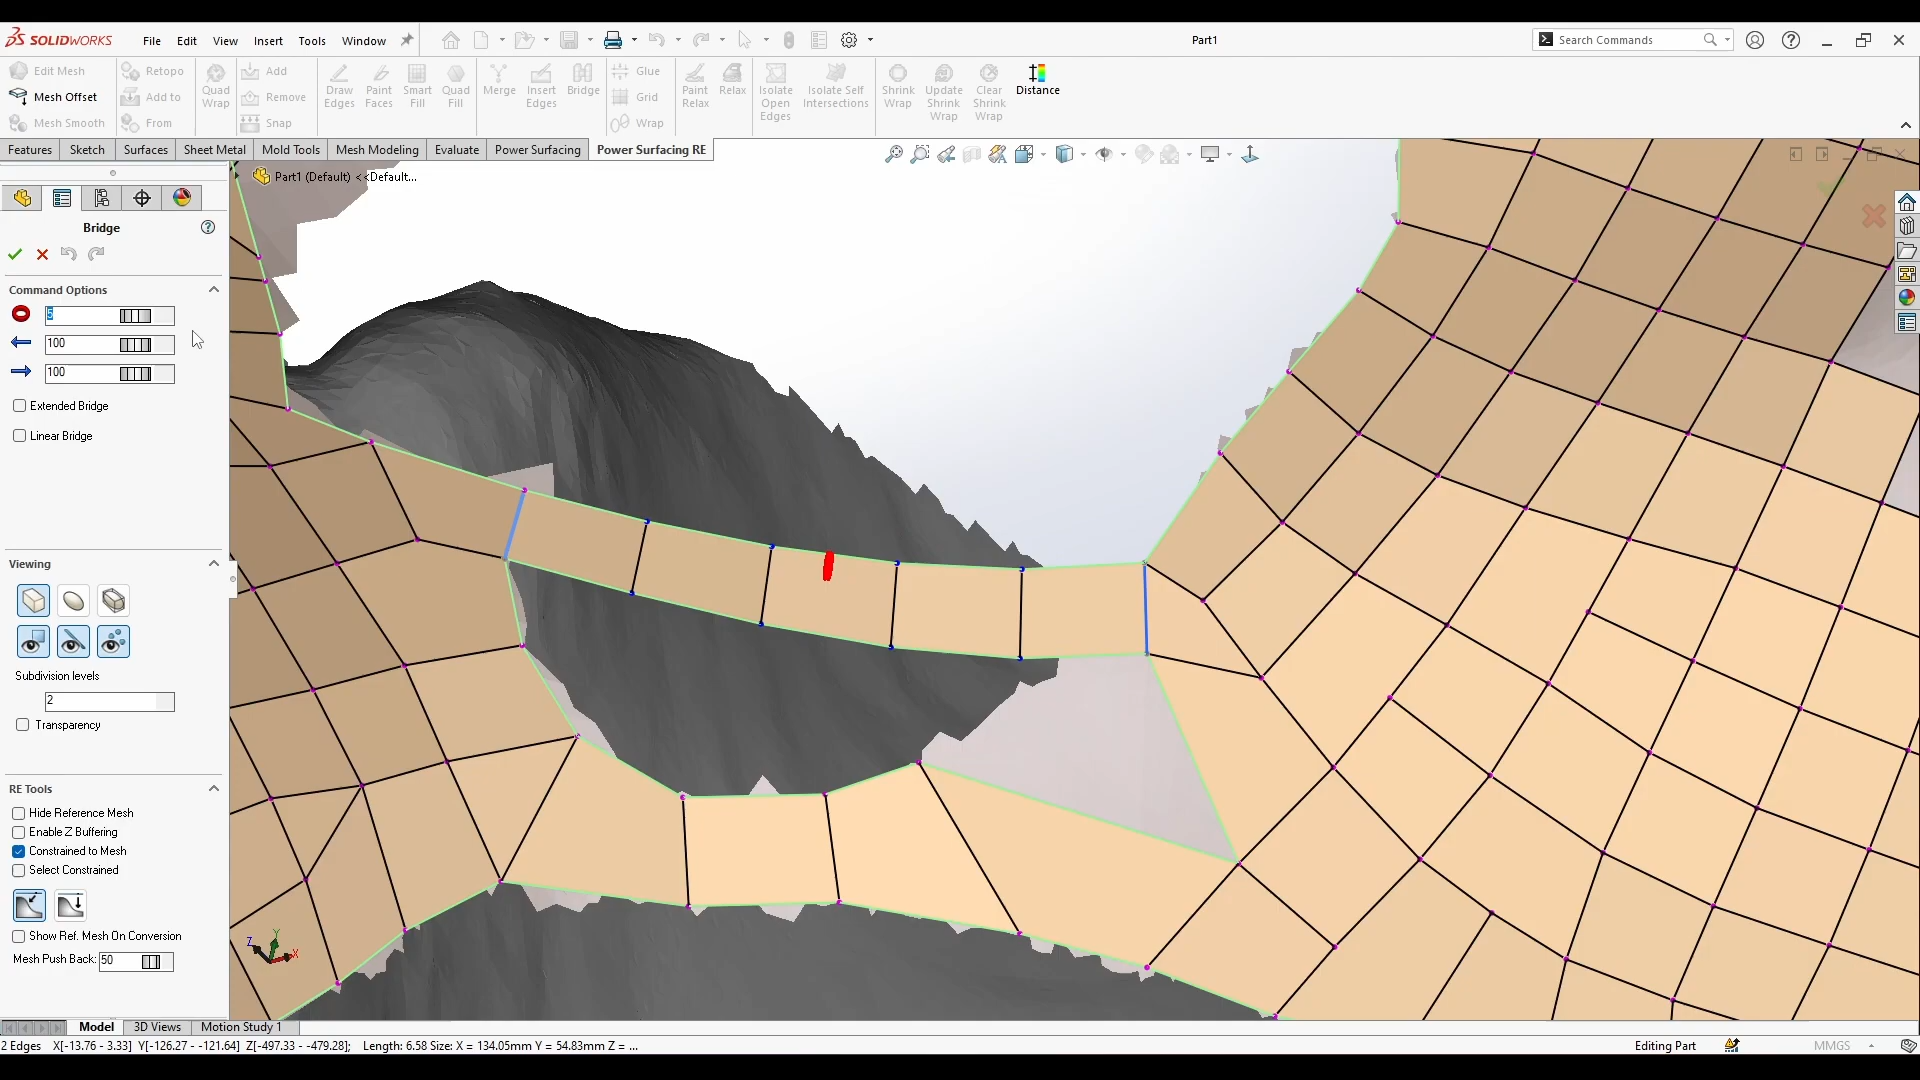 SOLIDWORKS File Edit View Insert Tools Window Part1 Search Commands
Edit Mesh Retopo Add Glue
Mesh Offset Add to Remove Grid
Mesh Smooth From Snap Wrap
Quad Wrap
Draw Edges
Paint Faces
Smart Fill
Quad Fill
Merge
Insert Edges
Bridge
Paint Relax
Relax
Isolate Open Edges
Isolate Self Intersections
Shrink Wrap
Update Shrink Wrap
Clear Shrink Wrap
Distance
Features Sketch Surfaces Sheet Metal Mold Tools Mesh Modeling Evaluate Power Surfacing Power Surfacing RE
Part1 (Default) <<Default...
Bridge
Command Options
5
100
100
Extended Bridge
Linear Bridge
Viewing
Subdivision levels
2
Transparency
RE Tools
Hide Reference Mesh
Enable Z Buffering
Constrained to Mesh
Select Constrained
Show Ref. Mesh On Conversion
Mesh Push Back: 50
Z Y X
Model 3D Views Motion Study 1
2 Edges X[-13.76 - 3.33] Y[-126.27 - -121.64] Z[-497.33 - -479.28]; Length: 6.58 Size: X = 134.05mm Y = 54.83mm Z = ... Editing Part MMGS